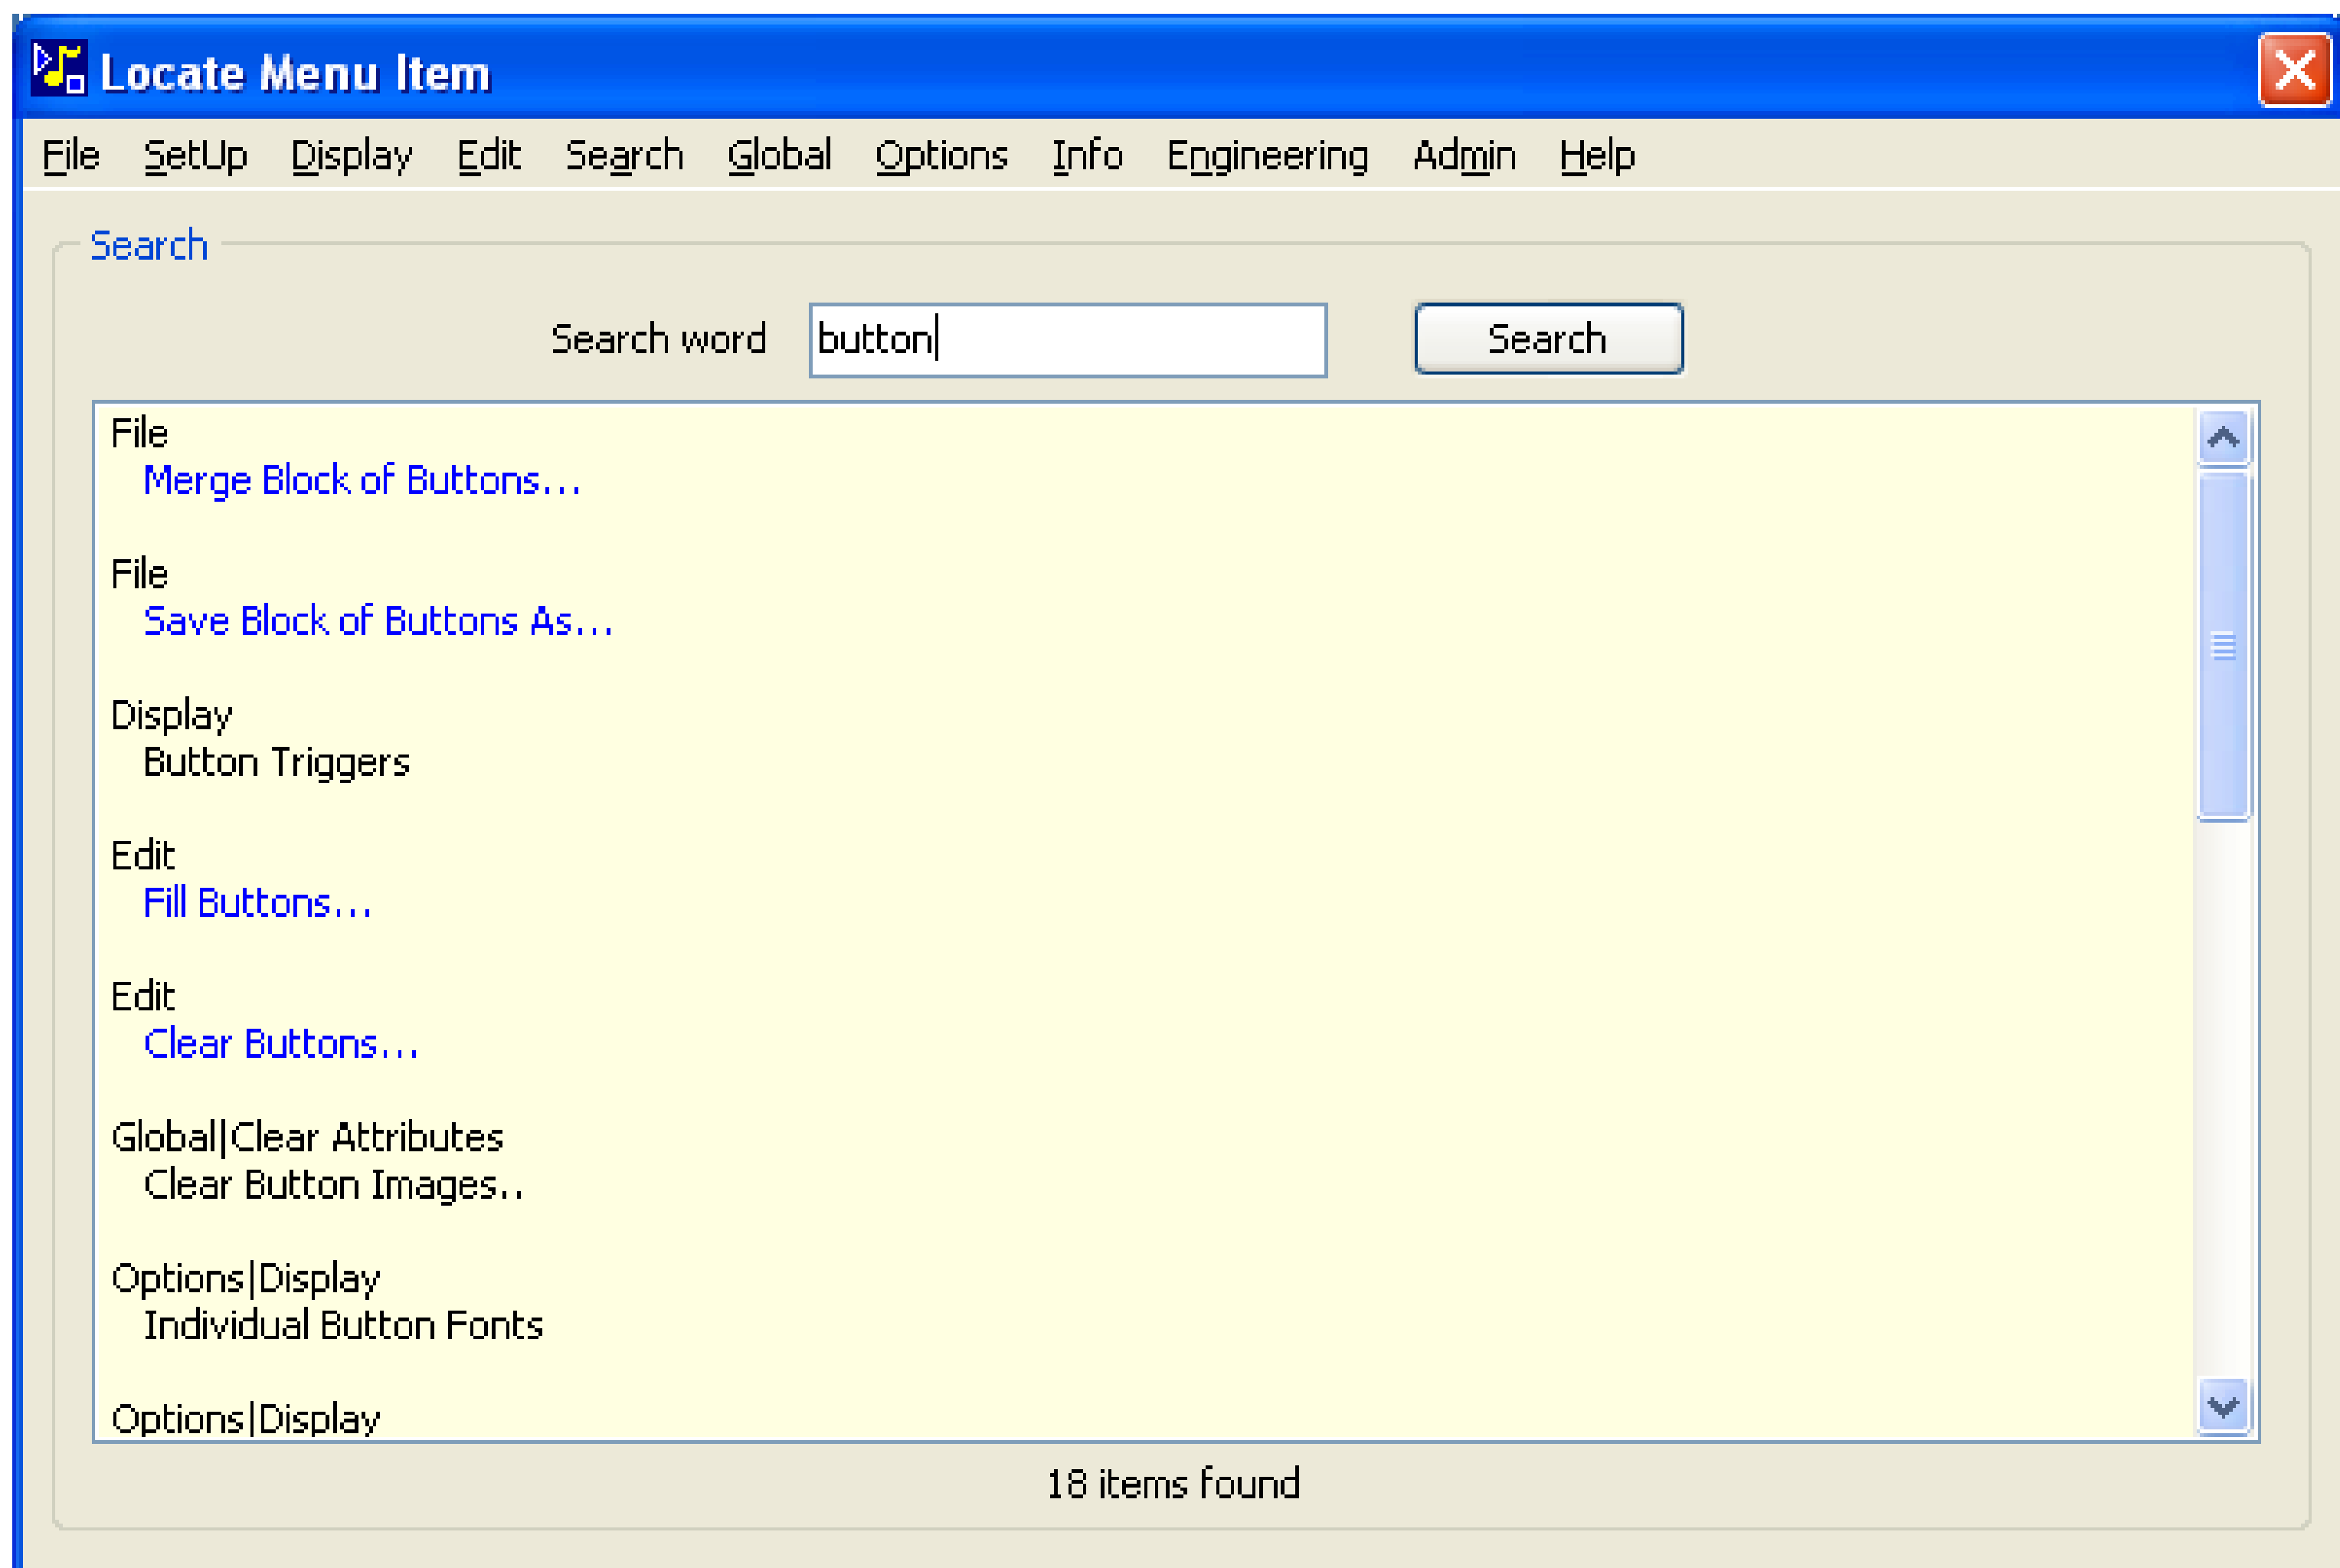 Locate Menu Item
File SetUp Display Edit Search Global Options Info Engineering Admin Help
Search
Search word button Search
File
Merge Block of Buttons...
File
Save Block of Buttons As...
Display
Button Triggers
Edit
Fill Buttons...
Edit
Clear Buttons...
Global|Clear Attributes
Clear Button Images..
Options|Display
Individual Button Fonts
Options|Display
18 items found